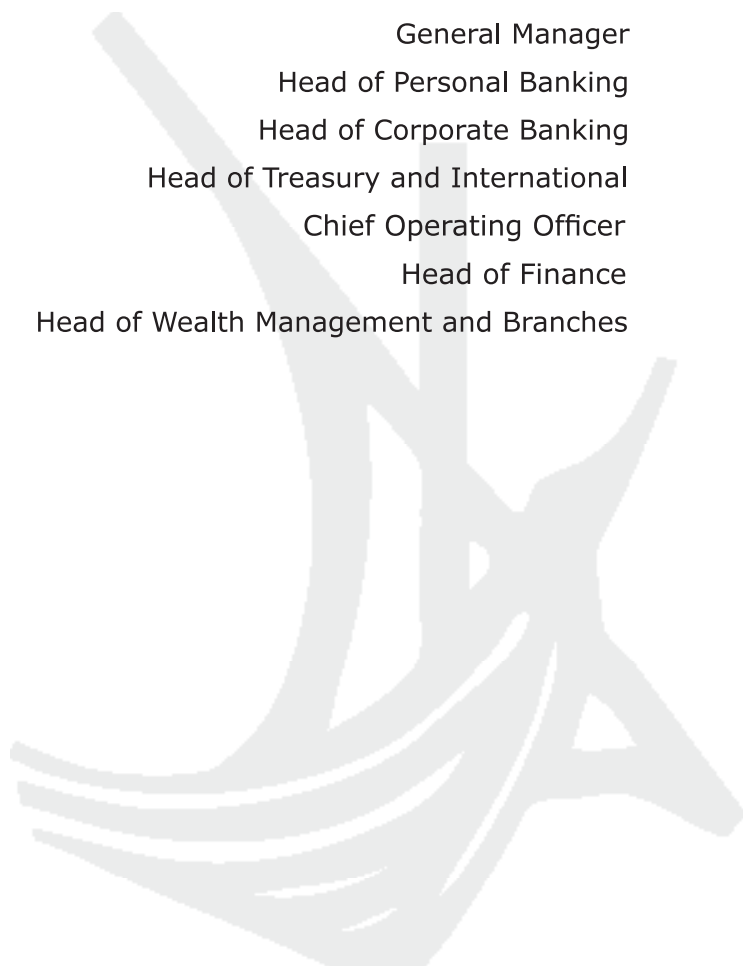 General Manager
Head of Personal Banking
Head of Corporate Banking
Head of Treasury and International
Chief Operating Officer
Head of Finance
Head of Wealth Management and Branches